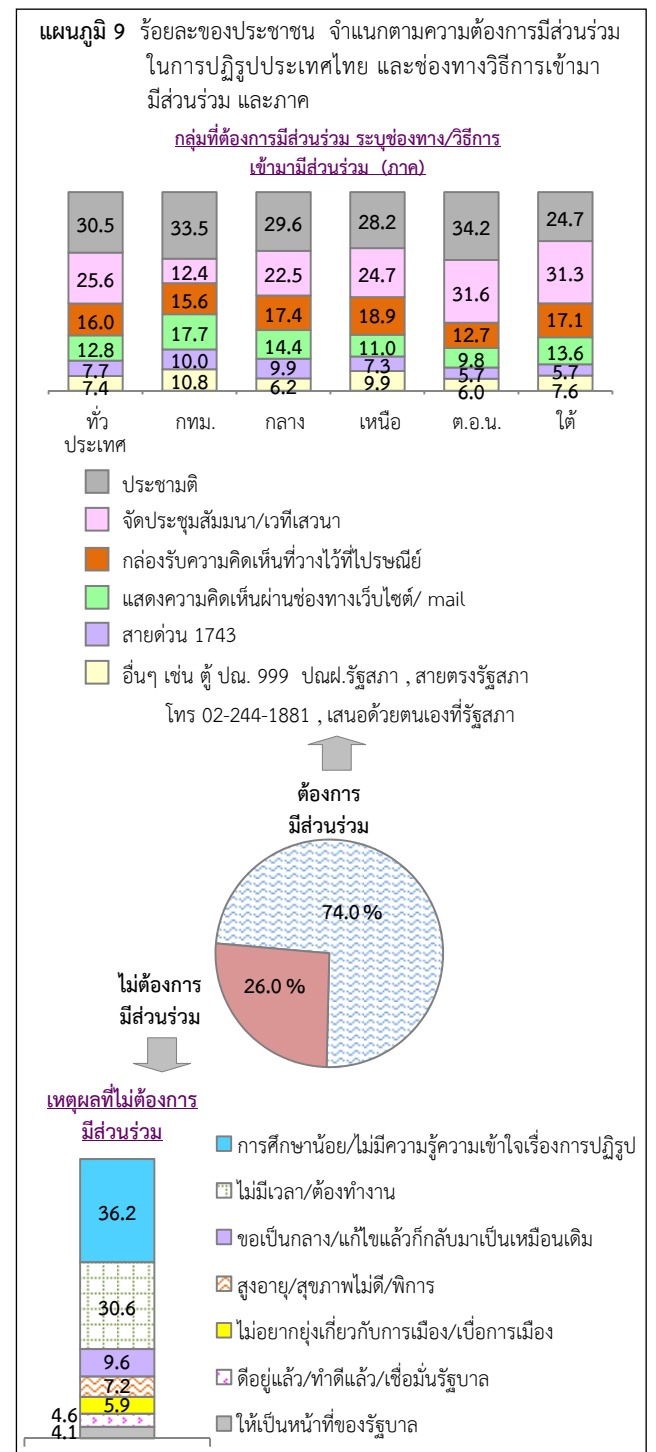 แผนภูมิ 9 ร้อยละของประชาชน จำแนกตามความต้องการมีส่วนร่วม
ในการปฏิรูปประเทศไทย และช่องทางวิธีการเข้ามา
มีส่วนร่วม และภาค
กลุ่มที่ต้องการมีส่วนร่วม ระบุช่องทาง/วิธีการ
เข้ามามีส่วนร่วม (ภาค)
30.5 33.5 29.6 28.2 34.2 24.7
25.6 12.4 22.5 24.7 31.6 31.3
16.0 15.6 17.4 18.9 12.7 17.1
12.8 17.7 14.4 11.0 9.8 13.6
7.7 10.0 9.9 7.3 5.7 5.7
7.4 10.8 6.2 9.9 6.0 7.6
ทั่ว กทม. กลาง เหนือ ต.อ.น. ใต้
ประเทศ
ประชามติ
จัดประชุมสัมมนา/เวทีเสวนา
กล่องรับความคิดเห็นที่วางไว้ที่ไปรษณีย์
แสดงความคิดเห็นผ่านช่องทางเว็บไซต์/ mail
สายด่วน 1743
อื่นๆ เช่น ตู้ ปณ. 999 ปณฝ.รัฐสภา , สายตรงรัฐสภา
โทร 02-244-1881 , เสนอด้วยตนเองที่รัฐสภา
ต้องการ
มีส่วนร่วม
74.0 %
26.0 %
ไม่ต้องการ
มีส่วนร่วม
เหตุผลที่ไม่ต้องการ
มีส่วนร่วม
36.2
30.6
9.6
7.2
5.9
4.6
4.1
การศึกษาน้อย/ไม่มีความรู้ความเข้าใจเรื่องการปฏิรูป
ไม่มีเวลา/ต้องทำงาน
ขอเป็นกลาง/แก้ไขแล้วก็กลับมาเป็นเหมือนเดิม
สูงอายุ/สุขภาพไม่ดี/พิการ
ไม่อยากยุ่งเกี่ยวกับการเมือง/เบื่อการเมือง
ดีอยู่แล้ว/ทำดีแล้ว/เชื่อมั่นรัฐบาล
ให้เป็นหน้าที่ของรัฐบาล